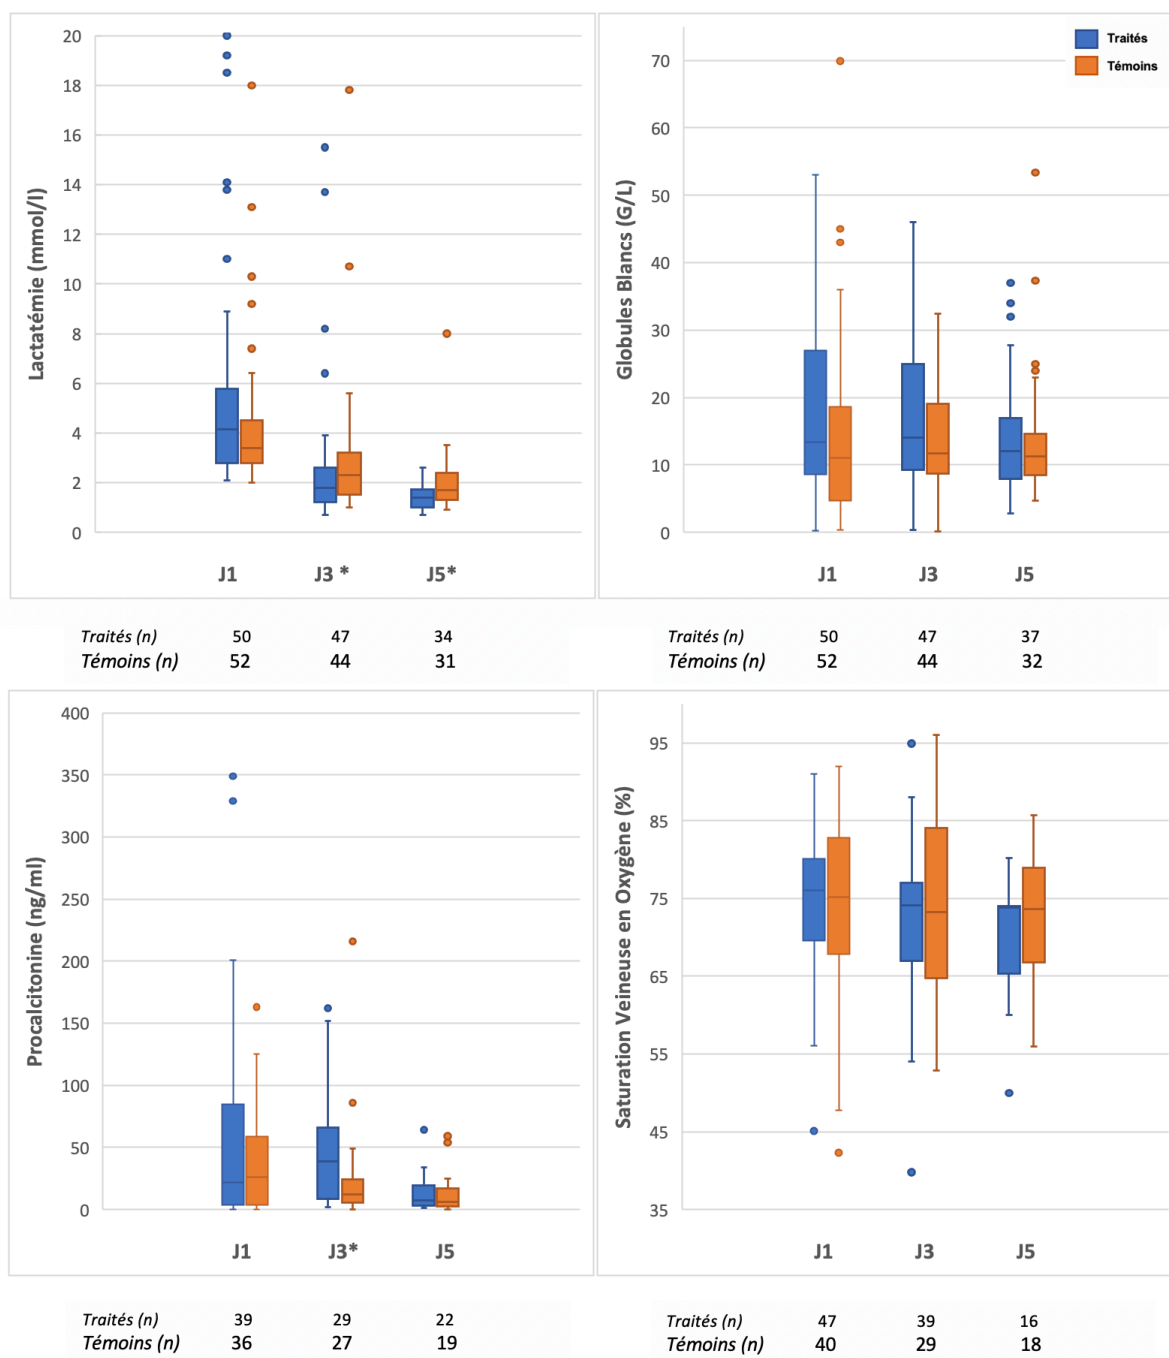 Lactatémie (mmol/l)
20
18
16
14
12
10
8
6
4
2
0
J1 J3 * J5*
Traités (n) 50 47 34
Témoins (n) 52 44 31
Globules Blancs (G/L)
70
60
50
40
30
20
10
0
Traités
Témoins
J1 J3 J5
Traités (n) 50 47 37
Témoins (n) 52 44 32
Procalcitonine (ng/ml)
400
350
300
250
200
150
100
50
0
J1 J3* J5
Traités (n) 39 29 22
Témoins (n) 36 27 19
Saturation Veineuse en Oxygène (%)
95
85
75
65
55
45
35
J1 J3 J5
Traités (n) 47 39 16
Témoins (n) 40 29 18